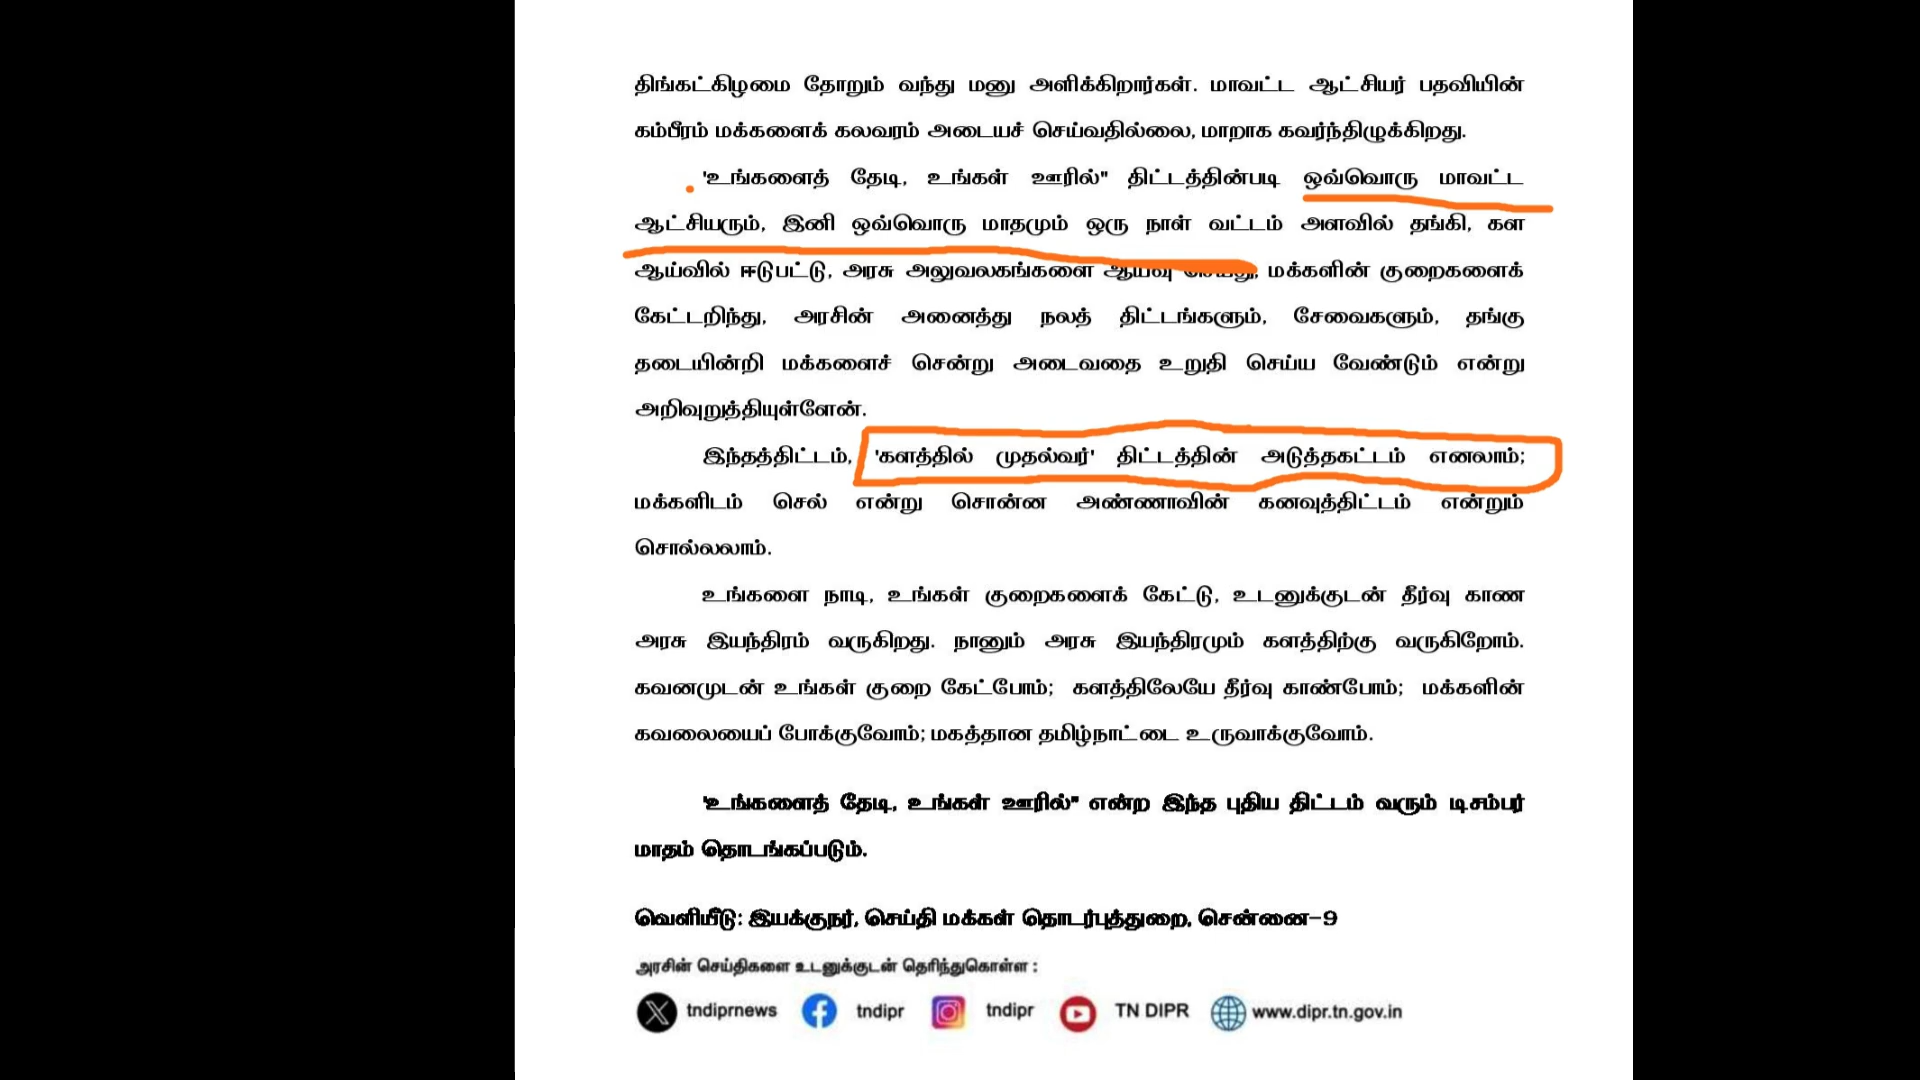 திங்கட்கிழமை தோறும் வந்து மனு அளிக்கிறார்கள். மாவட்ட ஆட்சியர் பதவியின்
கம்பீரம் மக்களைக் கலவரம் அடையச் செய்வதில்லை, மாறாக கவர்ந்திழுக்கிறது.
'உங்களைத் தேடி, உங்கள் ஊரில்" திட்டத்தின்படி ஒவ்வொரு மாவட்ட
ஆட்சியரும், இனி ஒவ்வொரு மாதமும் ஒரு நாள் வட்டம் அளவில் தங்கி, கள
ஆய்வில் ஈடுபட்டு, அரசு அலுவலகங்களை ஆய்வு செய்து, மக்களின் குறைகளைக்
கேட்டறிந்து, அரசின் அனைத்து நலத் திட்டங்களும், சேவைகளும், தங்கு
தடையின்றி மக்களைச் சென்று அடைவதை உறுதி செய்ய வேண்டும் என்று
அறிவுறுத்தியுள்ளேன்.
இந்தத்திட்டம், 'களத்தில் முதல்வர்' திட்டத்தின் அடுத்தகட்டம் எனலாம்;
மக்களிடம் செல் என்று சொன்ன அண்ணாவின் கனவுத்திட்டம் என்றும்
சொல்லலாம்.
உங்களை நாடி, உங்கள் குறைகளைக் கேட்டு, உடனுக்குடன் தீர்வு காண
அரசு இயந்திரம் வருகிறது. நானும் அரசு இயந்திரமும் களத்திற்கு வருகிறோம்.
கவனமுடன் உங்கள் குறை கேட்போம்; களத்திலேயே தீர்வு காண்போம்; மக்களின்
கவலையைப் போக்குவோம்; மகத்தான தமிழ்நாட்டை உருவாக்குவோம்.
'உங்களைத் தேடி, உங்கள் ஊரில்" என்ற இந்த புதிய திட்டம் வரும் டிசம்பர்
மாதம் தொடங்கப்படும்.
வெளியீடு: இயக்குநர், செய்தி மக்கள் தொடர்புத்துறை, சென்னை-9
அரசின் செய்திகளை உடனுக்குடன் தெரிந்துகொள்ள :
tndiprnews tndipr tndipr TN DIPR www.dipr.tn.gov.in